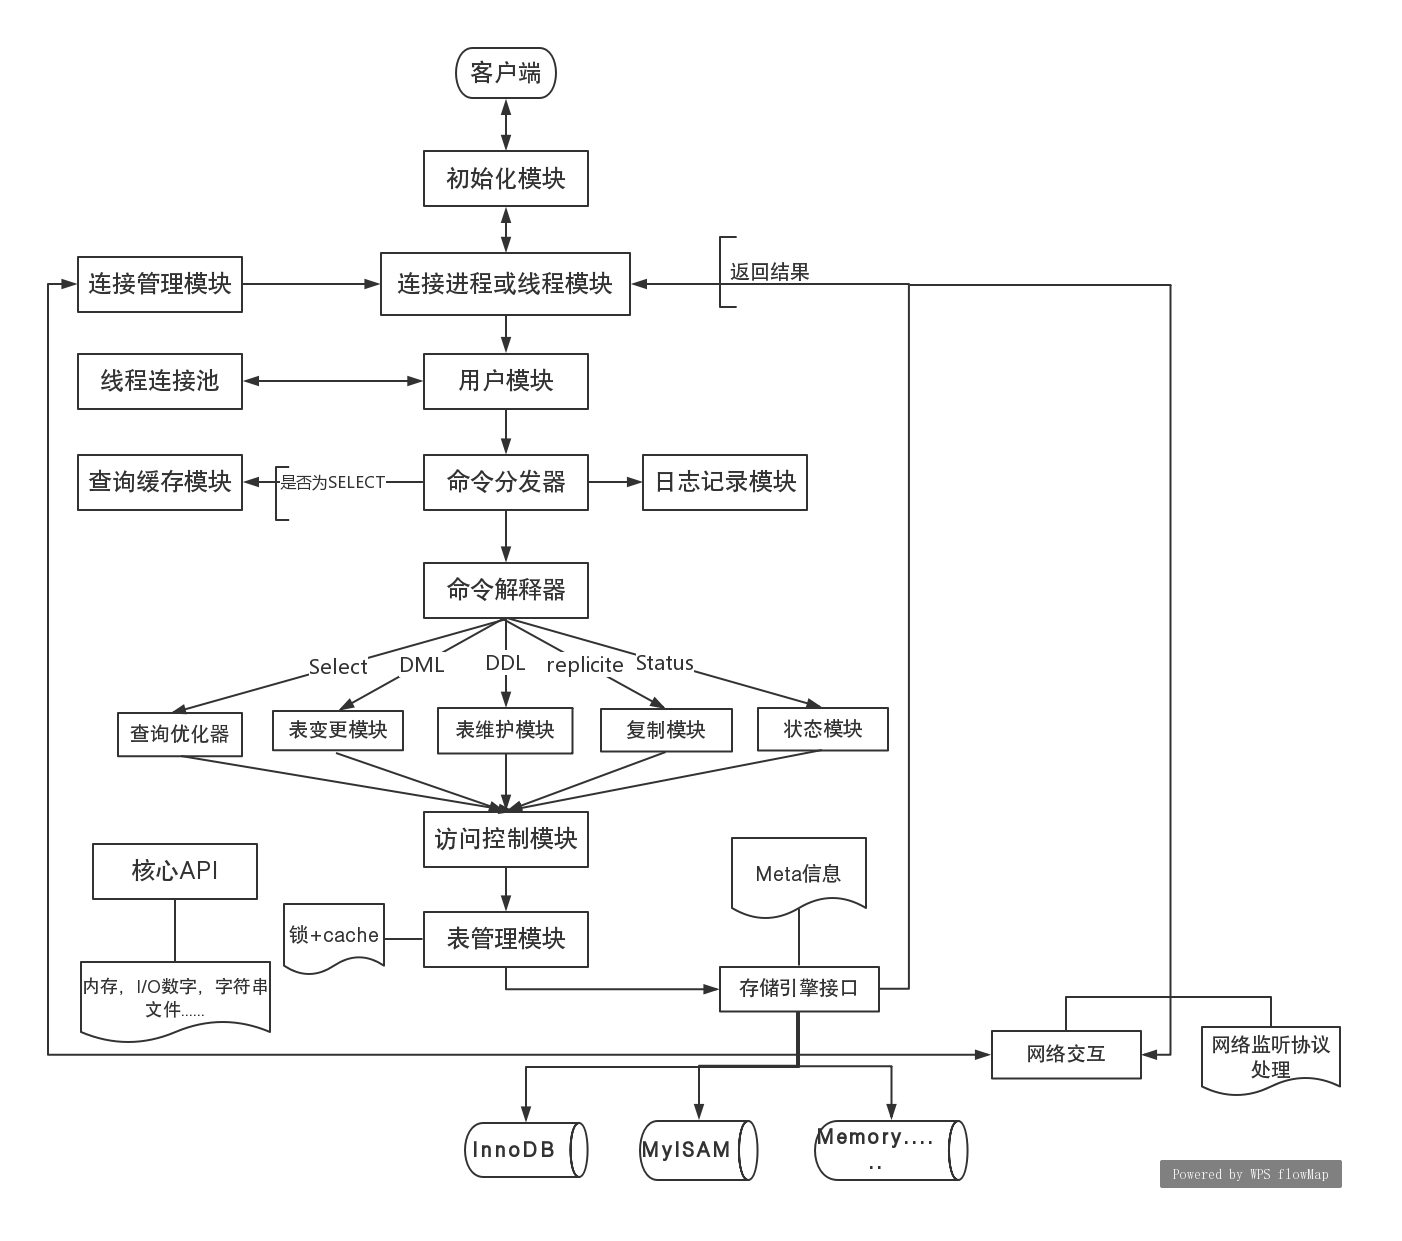 客户端
初始化模块
连接管理模块
连接进程或线程模块
返回结果
线程连接池
用户模块
查询缓存模块
是否为SELECT
命令分发器
日志记录模块
命令解释器
Select
DML
DDL
replicite
Status
查询优化器
表变更模块
表维护模块
复制模块
状态模块
访问控制模块
核心API
Meta信息
锁+cache
表管理模块
内存，I/O数字，字符串
文件......
存储引擎接口
网络交互
网络监听协议
处理
InnoDB
MyISAM
Memory....
..
Powered by WPS flowMap